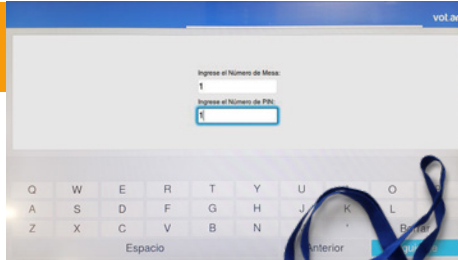 vot.ar
Ingrese el Número de Mesa:
1
Ingrese el Número de PIN:
1
Q W E R T Y U O
A S D F G H J K L
Z X C V B N Borrar
Espacio Anterior